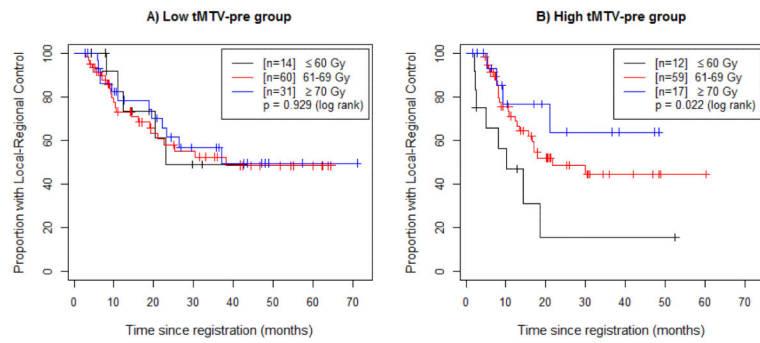 A) Low tMTV-pre group
Proportion with Local-Regional Control
100
80
60
40
20
0
[n=14] ≤ 60 Gy
[n=60] 61-69 Gy
[n=31] ≥ 70 Gy
p = 0.929 (log rank)
0 10 20 30 40 50 60 70
Time since registration (months)
B) High tMTV-pre group
Proportion with Local-Regional Control
100
80
60
40
20
0
[n=12] ≤60 Gy
[n=59] 61-69 Gy
[n=17] ≥ 70 Gy
p = 0.022 (log rank)
0 10 20 30 40 50 60 70
Time since registration (months)